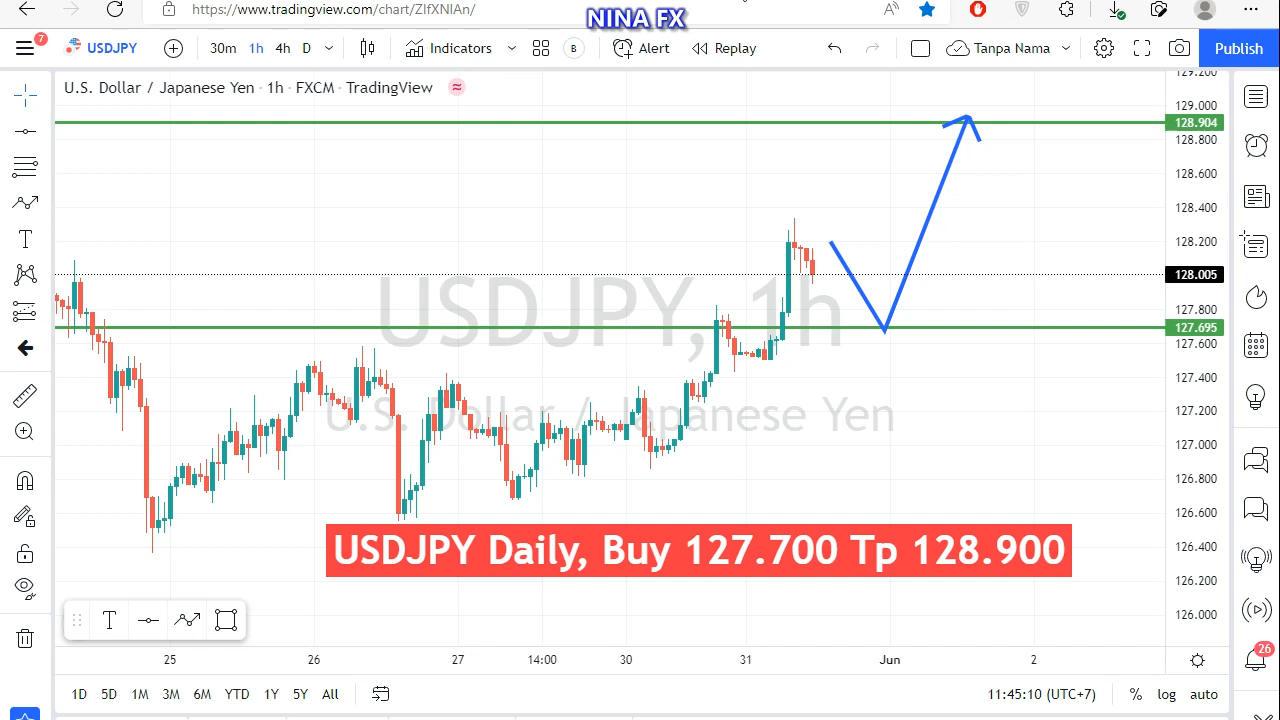 https://www.tradingview.com/chart/ZIfXNIAn/
NINA FX
7
USDJPY
30m 1h 4h D
Indicators
B
Alert
Replay
Tanpa Nama
Publish
U.S. Dollar / Japanese Yen · 1h · FXCM · TradingView
129.200
129.000
128.904
128.800
128.600
128.400
128.200
128.005
127.800
127.695
127.600
127.400
127.200
127.000
126.800
126.600
126.400
126.200
126.000
USDJPY, 1h
U.S. Dollar / Japanese Yen
USDJPY Daily, Buy 127.700 Tp 128.900
T
T
25 26 27 14:00 30 31 Jun 2
26
1D 5D 1M 3M 6M YTD 1Y 5Y All
11:45:10 (UTC+7) % log auto